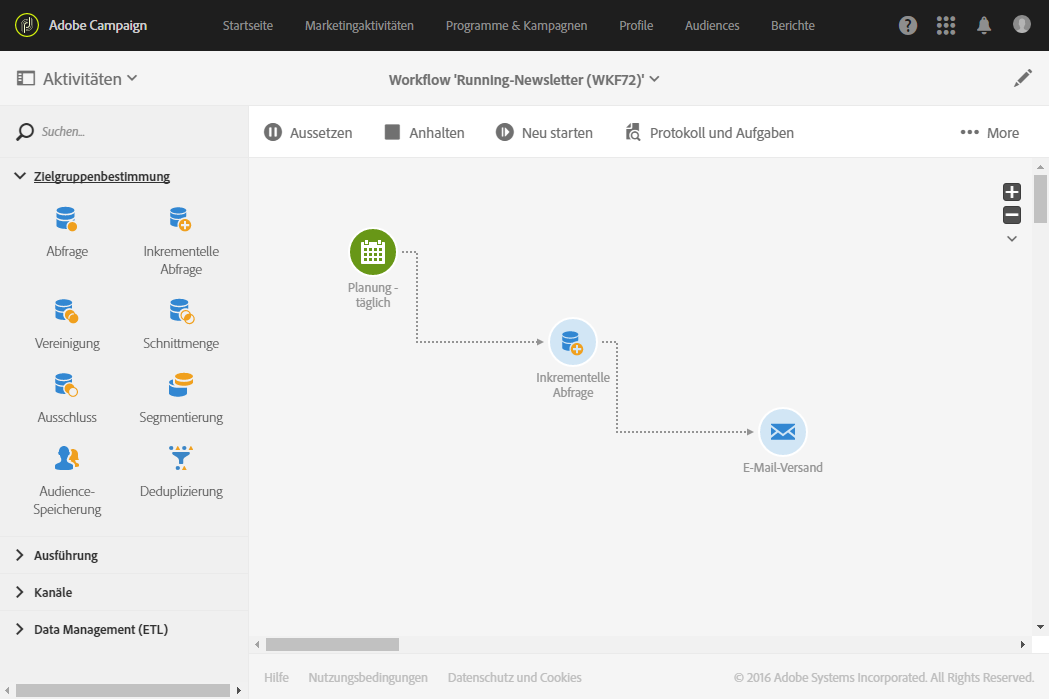 Adobe Campaign
Startseite
Marketingaktivitäten
Programme & Kampagnen
Profile
Audiences
Berichte
?
Aktivitäten
Workflow 'Running-Newsletter (WKF72)'
Suchen...
Aussetzen
Anhalten
Neu starten
Protokoll und Aufgaben
More
Zielgruppenbestimmung
Abfrage
Inkrementelle
Abfrage
Vereinigung
Schnittmenge
Ausschluss
Segmentierung
Audience-
Speicherung
Deduplizierung
Ausführung
Kanäle
Data Management (ETL)
Planung -
täglich
Inkrementelle
Abfrage
E-Mail-Versand
Hilfe
Nutzungsbedingungen
Datenschutz und Cookies
© 2016 Adobe Systems Incorporated. All Rights Reserved.